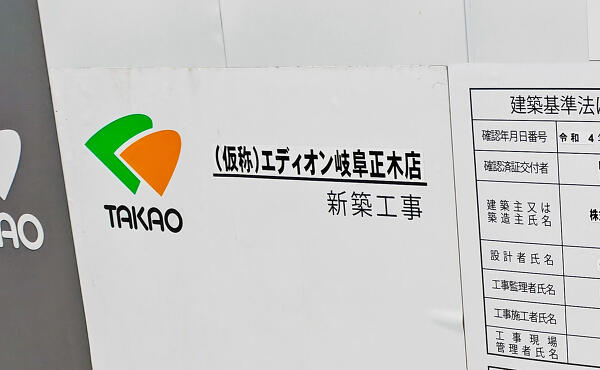 AO
TAKAO
(仮称)エディオン岐阜正木店
新築工事
建築基準法
確認年月日番号
令和 4
確認済証交付者
建築主又は
築造主氏名
株
設計者氏名
工事監理者氏名
工事施工者氏名
工事現場
管理者氏名